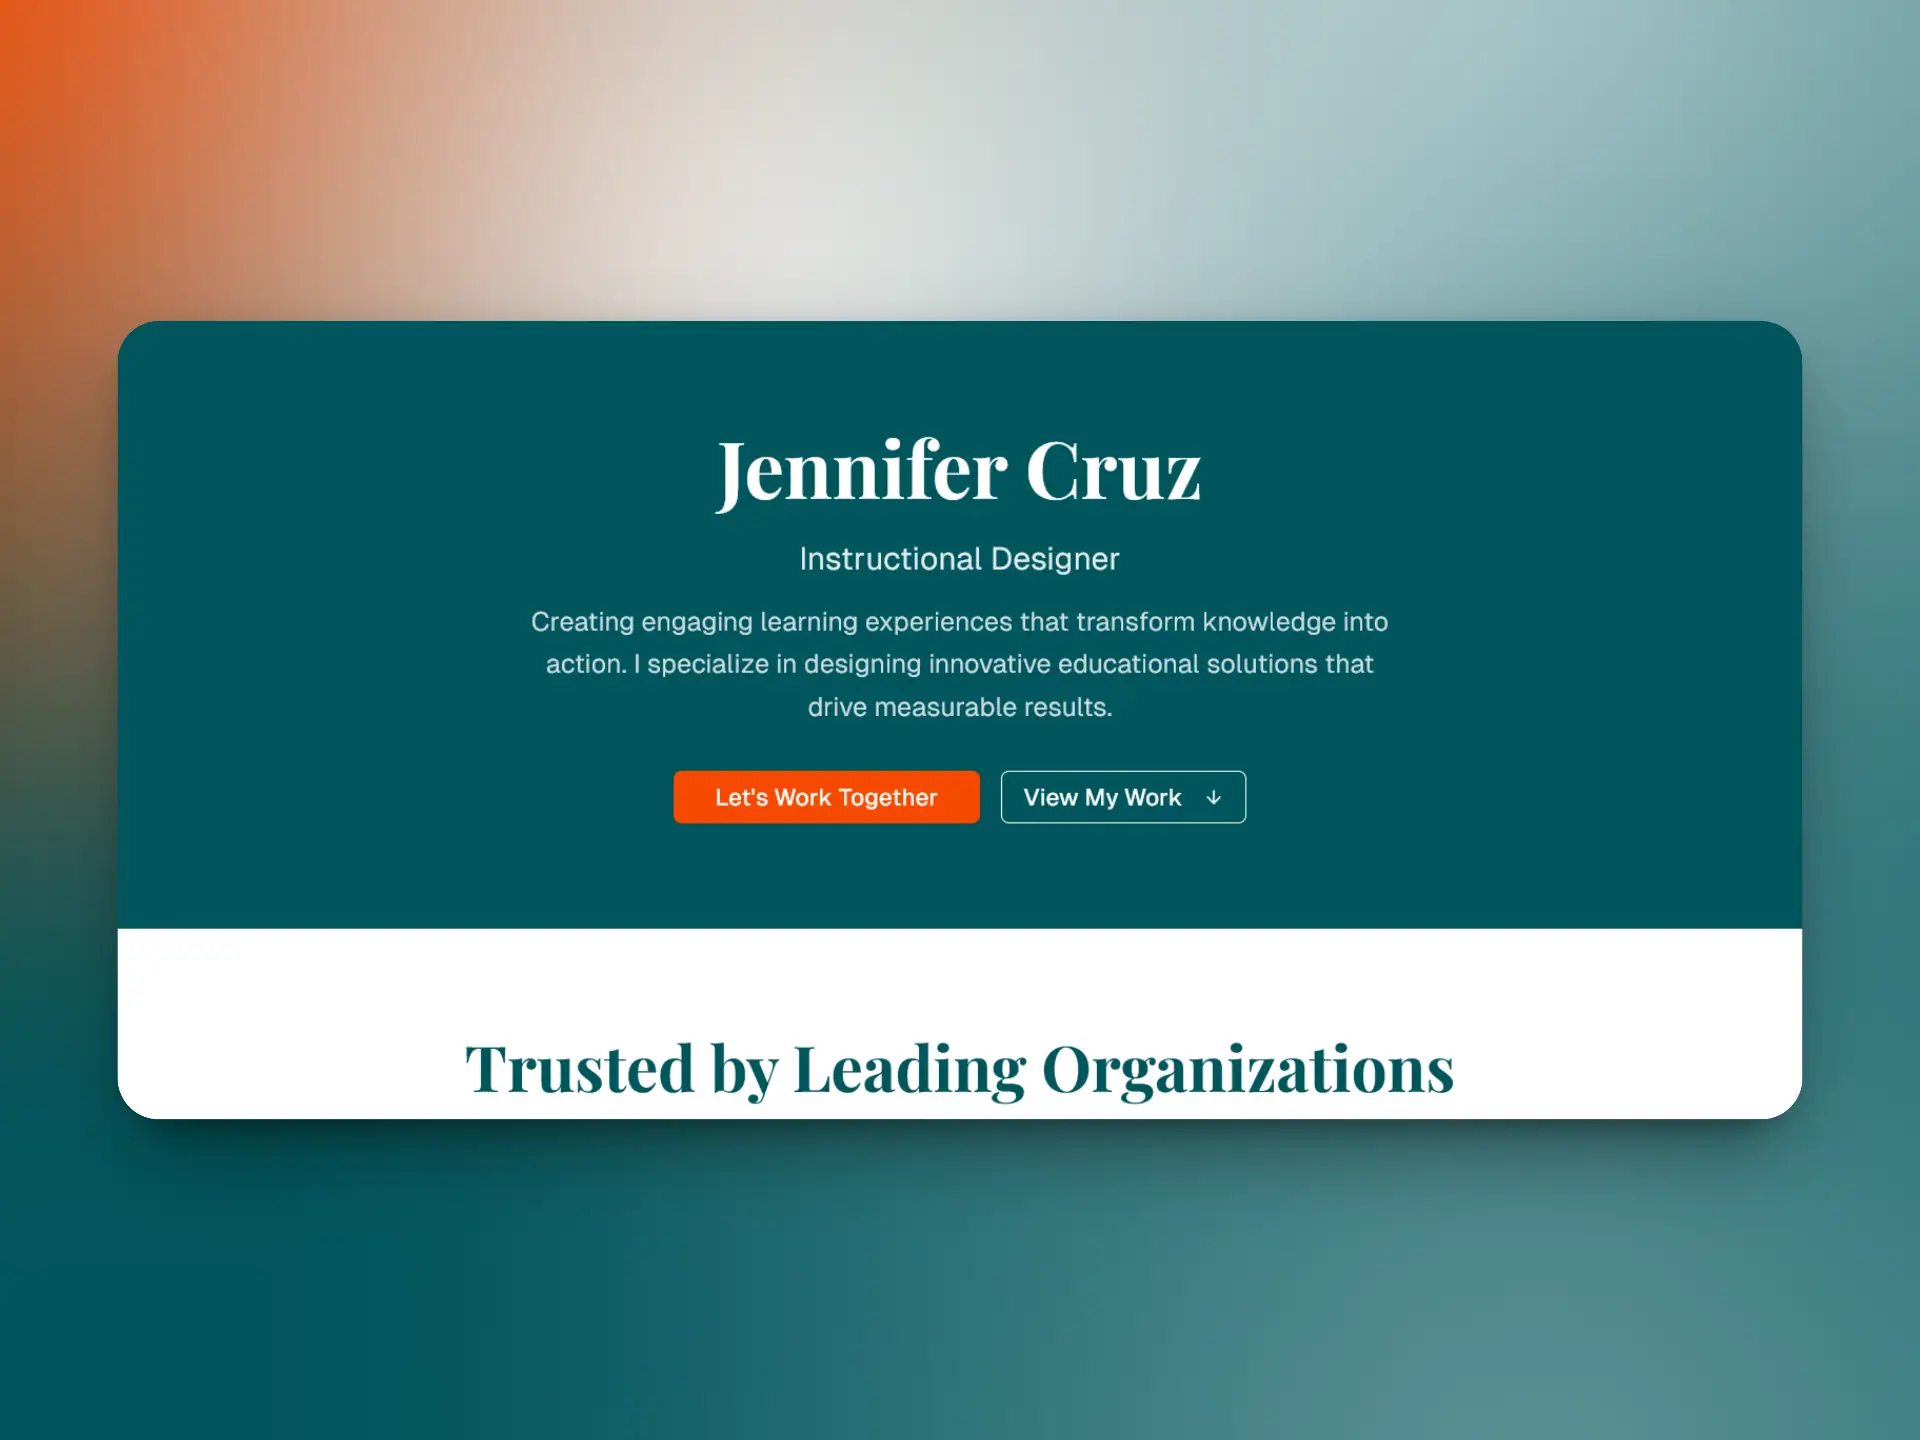 Jennifer Cruz
Instructional Designer
Creating engaging learning experiences that transform knowledge into
action. I specialize in designing innovative educational solutions that
drive measurable results.
Let's Work Together
View My Work ↓
Trusted by Leading Organizations